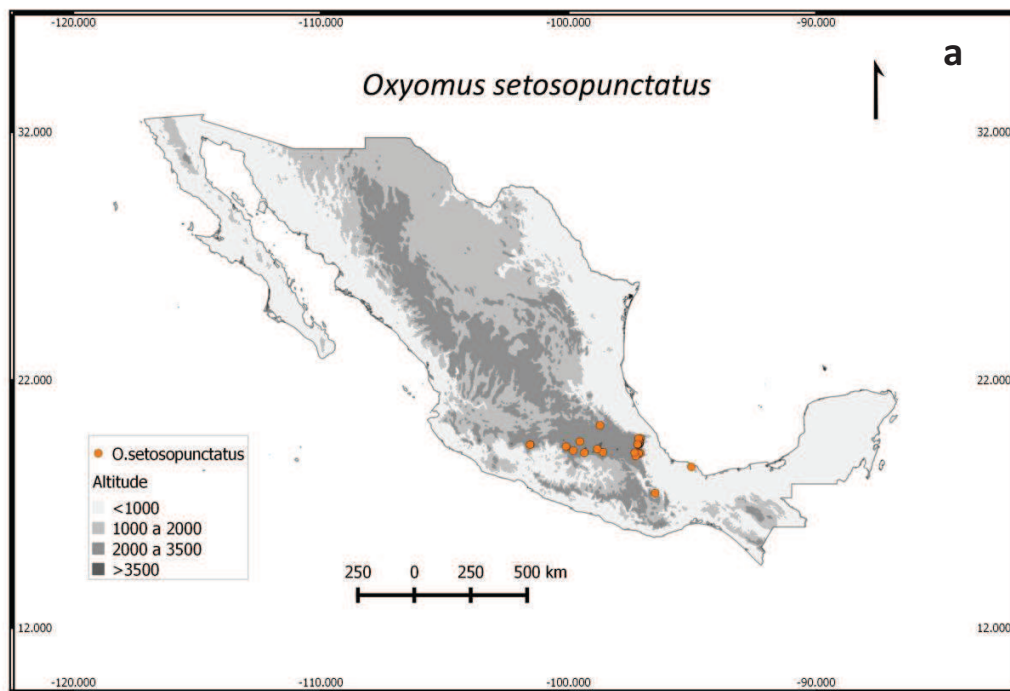 -120.000 -110.000 -100.000 -90.000
a
Oxyomus setosopunctatus
32.000 32.000
22.000 22.000
O.setosopunctatus
Altitude
<1000
1000 a 2000
2000 a 3500
>3500
250 0 250 500 km
12.000 12.000
-120.000 -110.000 -100.000 -90.000